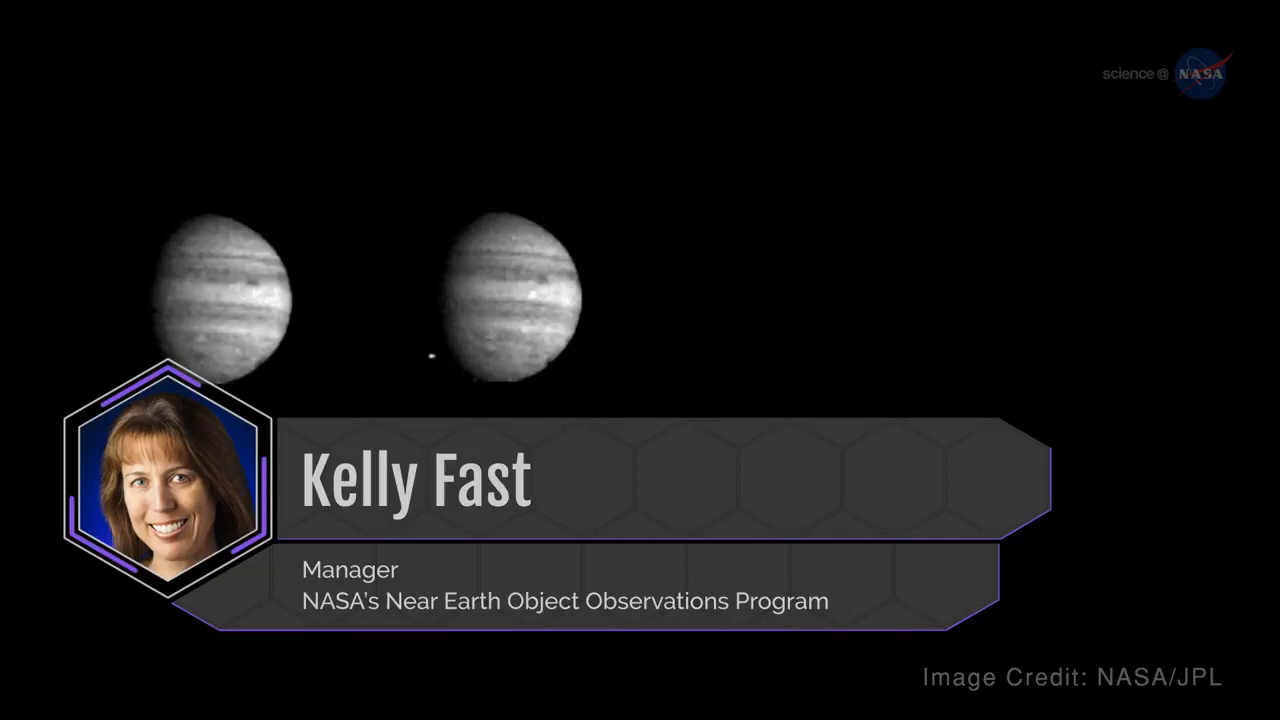 science@ NASA
Kelly Fast
Manager
NASA's Near Earth Object Observations Program
Image Credit: NASA/JPL